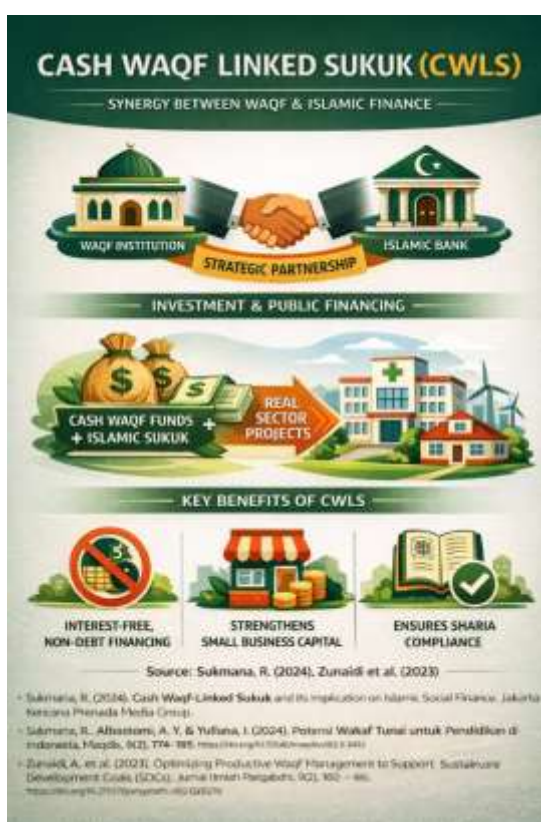 CASH WAQF LINKED SUKUK (CWLS)
SYNERGY BETWEEN WAQF & ISLAMIC FINANCE
WAQF INSTITUTION
ISLAMIC BANK
STRATEGIC PARTNERSHIP
INVESTMENT & PUBLIC FINANCING
$ $ $
CASH WAQF FUNDS +
+ ISLAMIC SUKUK
REAL
SECTOR
PROJECTS
KEY BENEFITS OF CWLS
INTEREST-FREE,
NON-DEBT FINANCING
STRENGTHENS
SMALL BUSINESS CAPITAL
ENSURES SHARIA
COMPLIANCE
Source: Sukmana, R. (2024), Zunaidi et al. (2023)
Sukmana, R. (2024). Cash Waqf-Linked Sukuk and its Implication on Islamic Social Finance. Jakarta
Kencana Prenada Media Group.
Sukmana, R., A. Y. & Yuliana, I. (2024). Potensi Wakaf Tunai untuk Pendidikan di
Indonesia, 9(2),
Zunaidi, A. et al. (2023). Optimizing Productive Waqf Management to Support Sustainable
Development Goals 9(2),